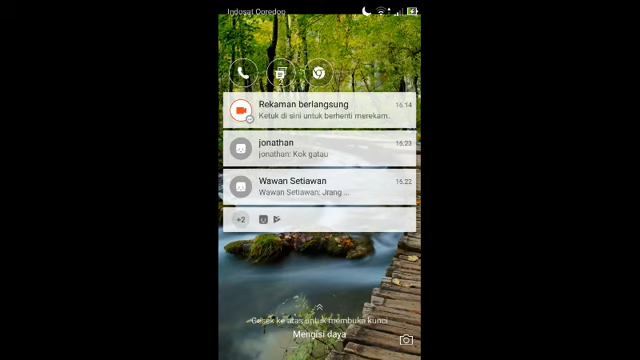 Indosat Ooredoo
Rekaman berlangsung 16.14
Ketuk di sini untuk berhenti merekam.
jonathan 16.23
jonathan: Kok gatau
Wawan Setiawan 16.22
Wawan Setiawan: Jrang ...
+2
Gesek ke atas untuk membuka kunci
Mengisi daya